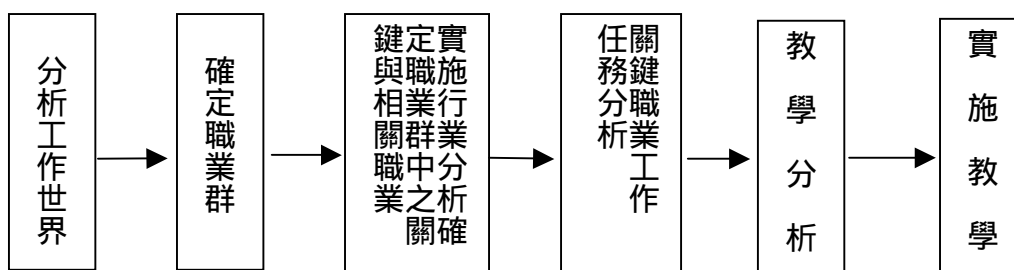 分析工作世界
確定職業群
實施行業分析確
定職業群中之關
鍵與相關職業
關鍵職業工作
任務分析
教學分析
實施教學